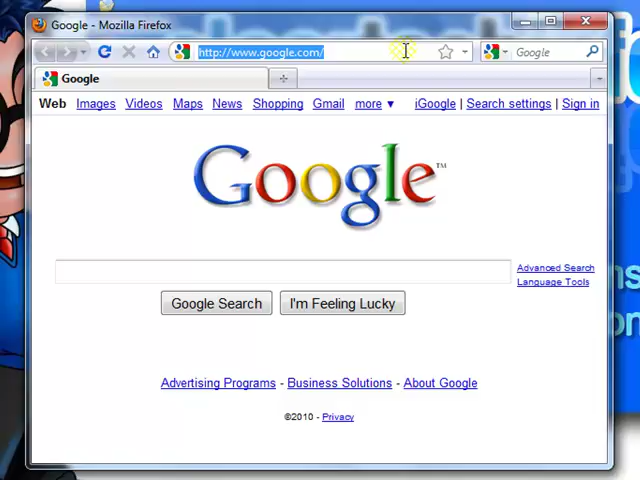 Google - Mozilla Firefox
http://www.google.com/
Google
Google
Web Images Videos Maps News Shopping Gmail more ▼ iGoogle | Search settings | Sign in
Google™
Advanced Search
Language Tools
Google Search I'm Feeling Lucky
Advertising Programs - Business Solutions - About Google
©2010 - Privacy